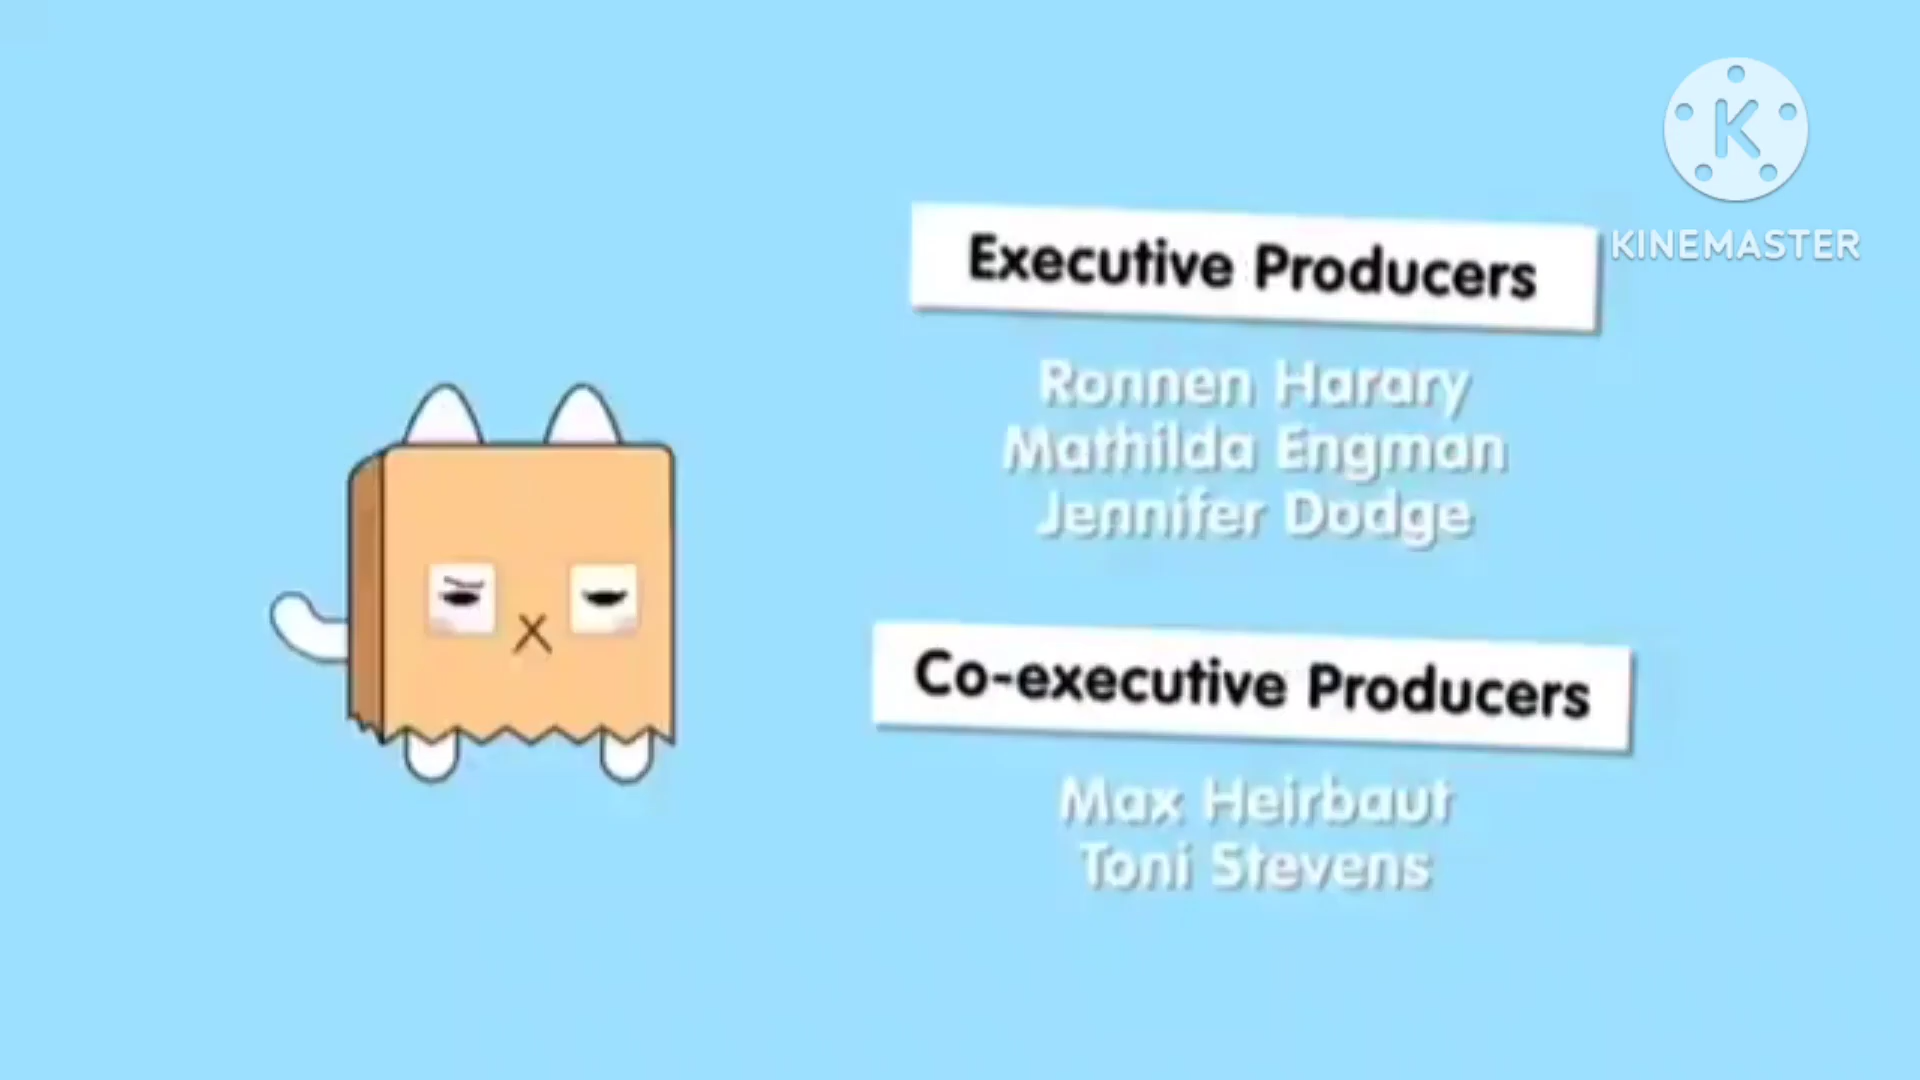 K
KINEMASTER
Executive Producers
Ronnen Harary
Mathilda Engman
Jennifer Dodge
Co-executive Producers
Max Heirbaut
Toni Stevens